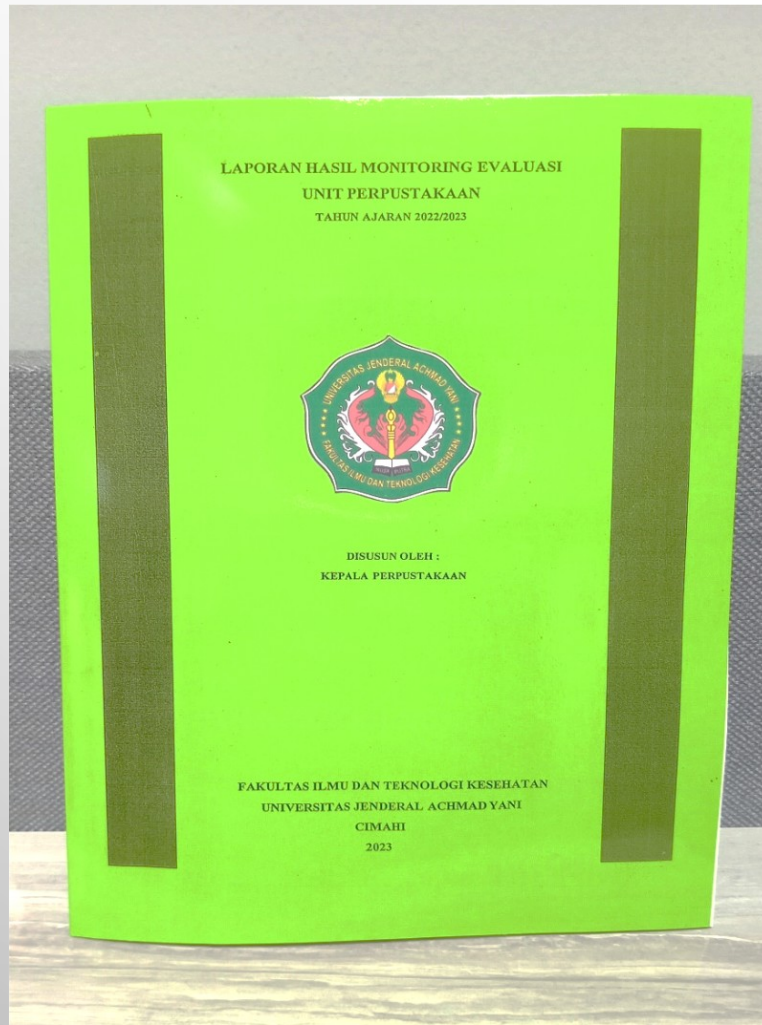 LAPORAN HASIL MONITORING EVALUASI
UNIT PERPUSTAKAAN
TAHUN AJARAN 2022/2023
UNIVERSITAS JENDERAL ACHMAD YANI
FAKULTAS ILMU DAN TEKNOLOGI KESEHATAN
DISUSUN OLEH :
KEPALA PERPUSTAKAAN
FAKULTAS ILMU DAN TEKNOLOGI KESEHATAN
UNIVERSITAS JENDERAL ACHMAD YANI
CIMAHI
2023